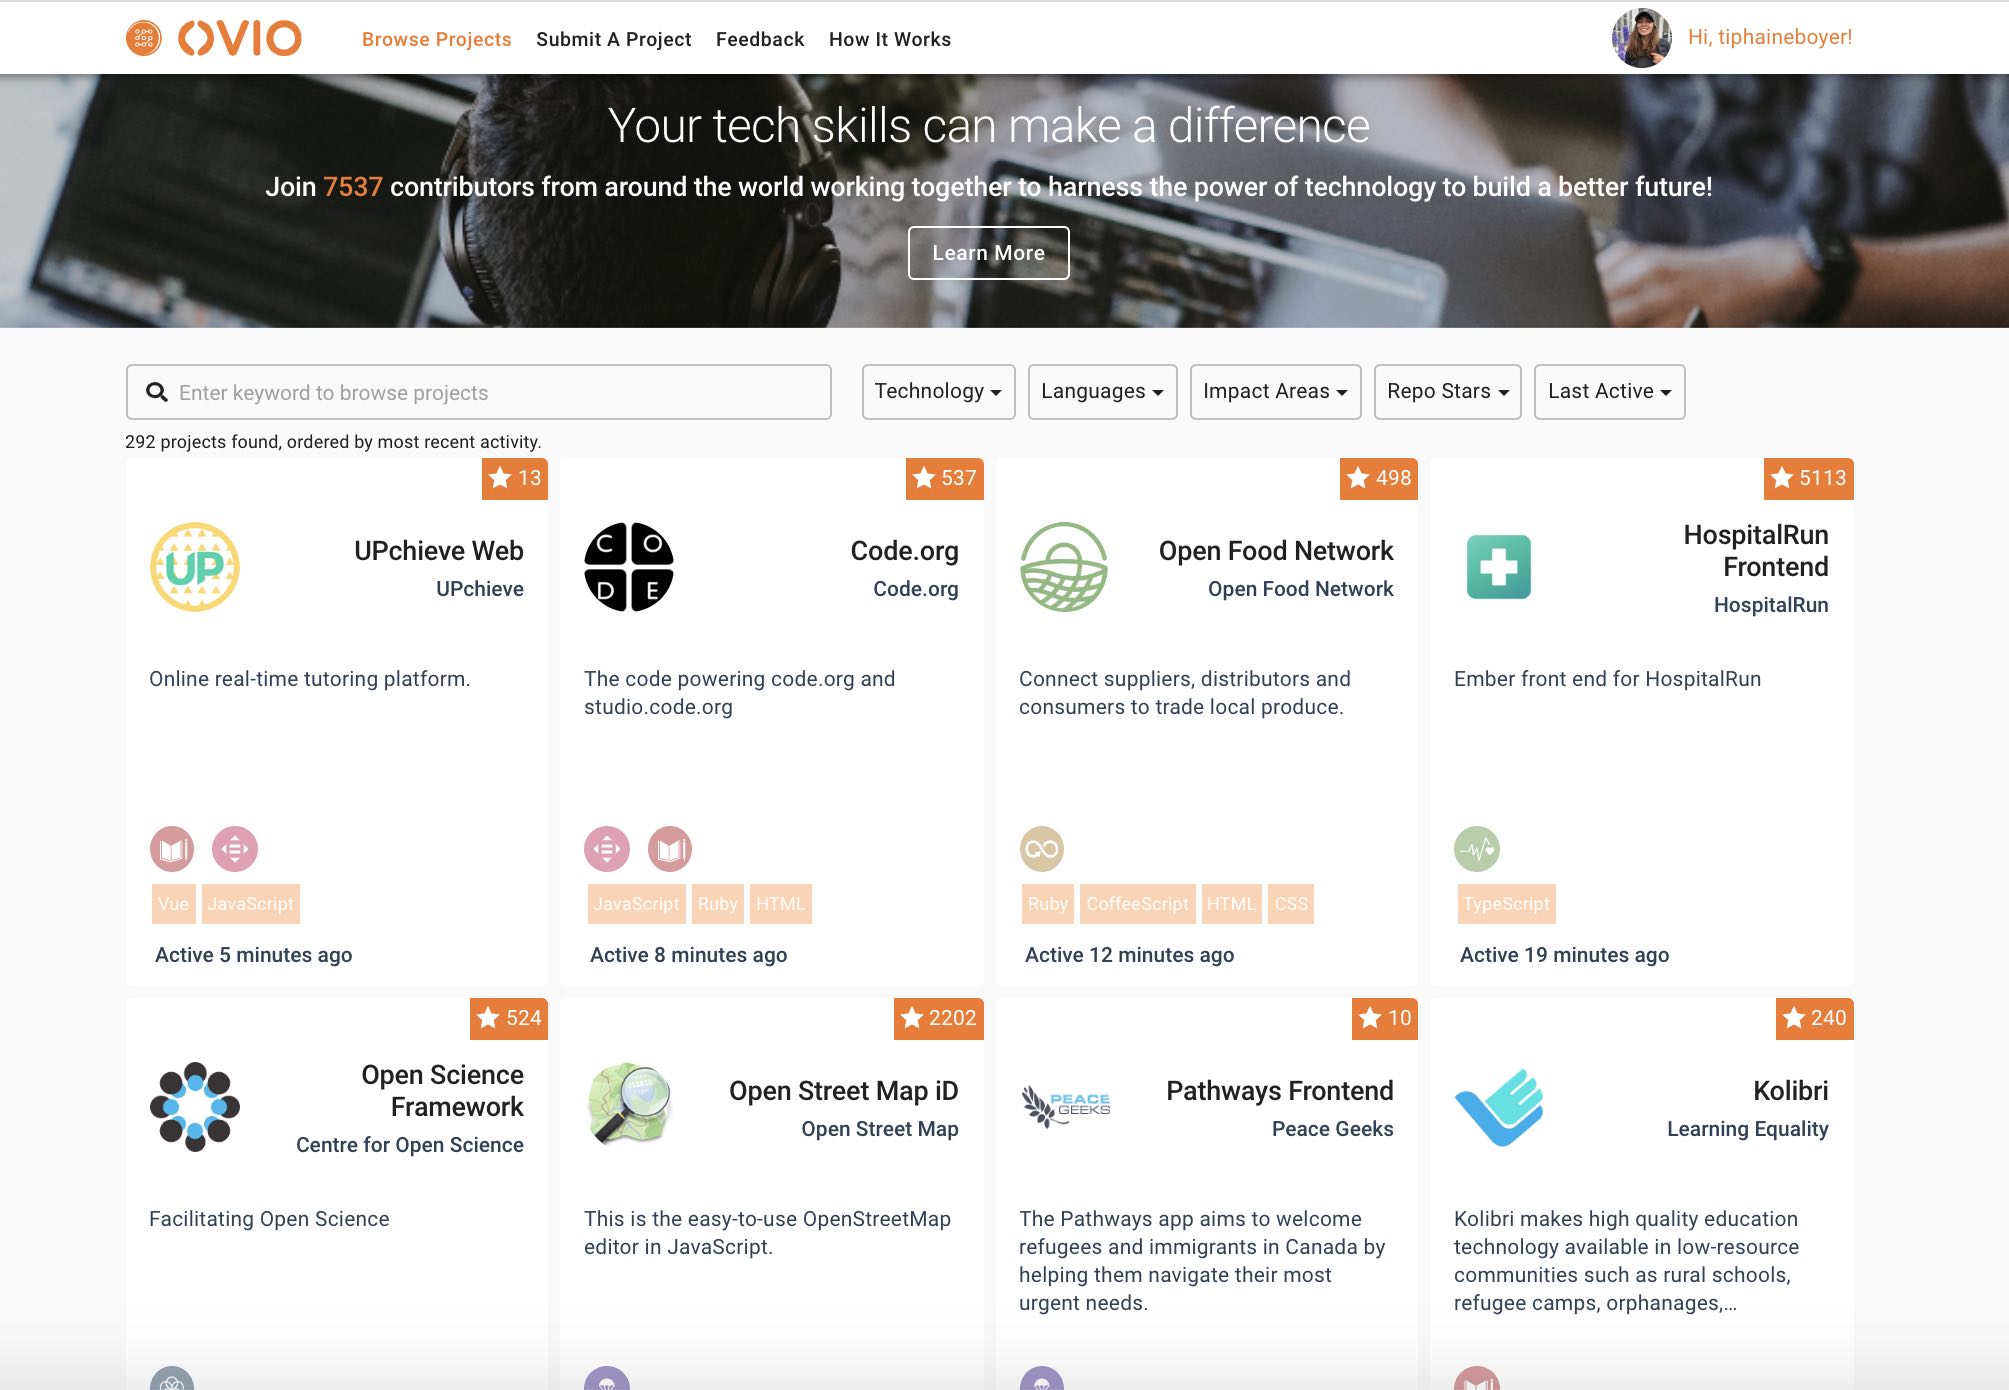 OVIO
Browse Projects
Submit A Project
Feedback
How It Works
Hi, tiphaineboyer!
Your tech skills can make a difference
Join 7537 contributors from around the world working together to harness the power of technology to build a better future!
Learn More
Enter keyword to browse projects
Technology
Languages
Impact Areas
Repo Stars
Last Active
292 projects found, ordered by most recent activity.
13
UP
UPchieve Web
UPchieve
Online real-time tutoring platform.
Vue
JavaScript
Active 5 minutes ago
537
C O
D E
Code.org
Code.org
The code powering code.org and
studio.code.org
JavaScript
Ruby
HTML
Active 8 minutes ago
498
Open Food Network
Open Food Network
Connect suppliers, distributors and
consumers to trade local produce.
Ruby
CoffeeScript
HTML
CSS
Active 12 minutes ago
5113
HospitalRun
Frontend
HospitalRun
Ember front end for HospitalRun
TypeScript
Active 19 minutes ago
524
Open Science
Framework
Centre for Open Science
Facilitating Open Science
2202
Open Street Map iD
Open Street Map
This is the easy-to-use OpenStreetMap
editor in JavaScript.
10
PEACE
GEEKS
Pathways Frontend
Peace Geeks
The Pathways app aims to welcome
refugees and immigrants in Canada by
helping them navigate their most
urgent needs.
240
Kolibri
Learning Equality
Kolibri makes high quality education
technology available in low-resource
communities such as rural schools,
refugee camps, orphanages,...